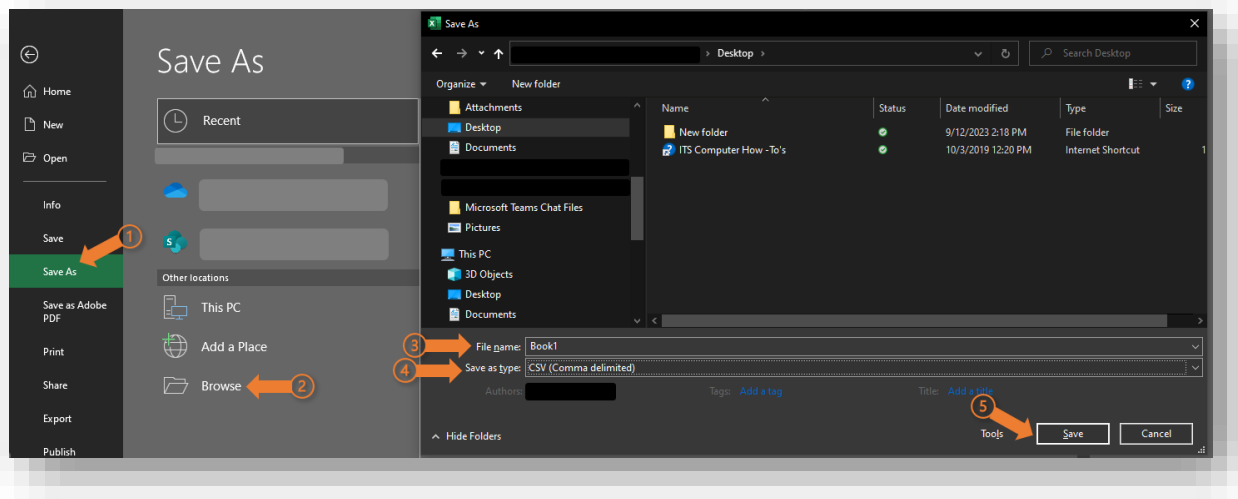 Home
New
Open
Info
Save
Save As
Save as Adobe
PDF
Print
Share
Export
Publish
1
Save As
Recent
S
Other locations
This PC
Add a Place
Browse
2
Save As
Desktop
Search Desktop
Organize
New folder
?
Attachments
Desktop
Documents
Microsoft Teams Chat Files
Pictures
This PC
3D Objects
Desktop
Documents
Name Status Date modified Type Size
New folder 9/12/2023 2:18 PM File folder
ITS Computer How -To's 10/3/2019 12:20 PM Internet Shortcut 1
3 File name: Book1
4 Save as type: CSV (Comma delimited)
Authors: Tags: Add a tag Title: Add a title
5
Hide Folders Tools Save Cancel